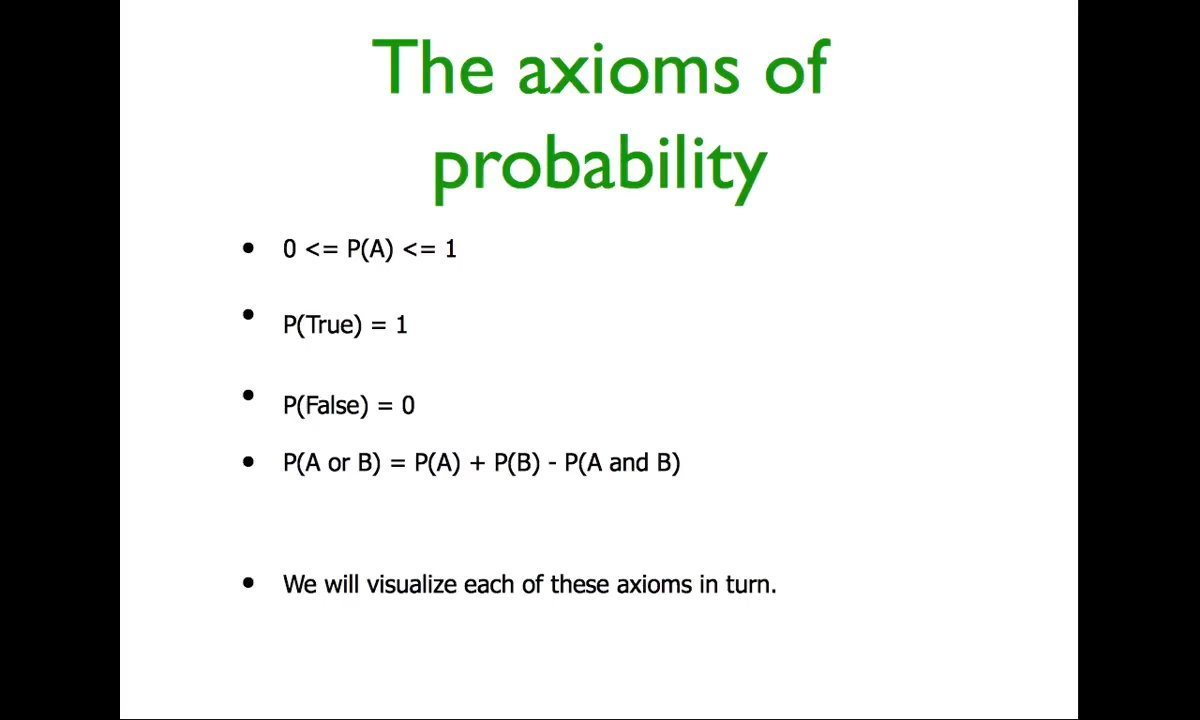 The axioms of
probability
• 0 <= P(A) <= 1
• P(True) = 1
• P(False) = 0
• P(A or B) = P(A) + P(B) - P(A and B)
• We will visualize each of these axioms in turn.